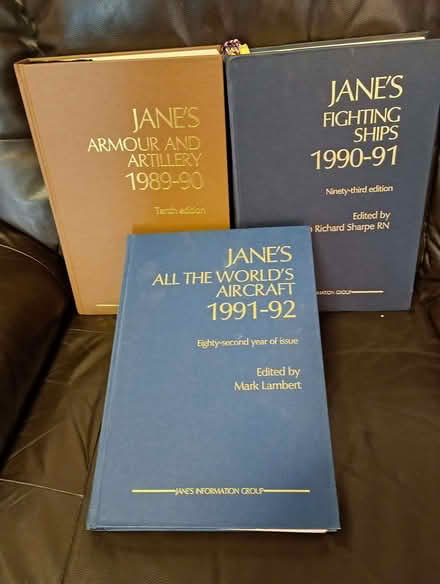 JANE'S
ARMOUR AND
ARTILLERY
1989-90
Tenth edition
JANE'S
FIGHTING
SHIPS
1990-91
Ninety-third edition
Edited by
Richard Sharpe RN
INFORMATION GROUP
JANE'S
ALL THE WORLD'S
AIRCRAFT
1991-92
Eighty-second year of issue
Edited by
Mark Lambert
JANE'S INFORMATION GROUP